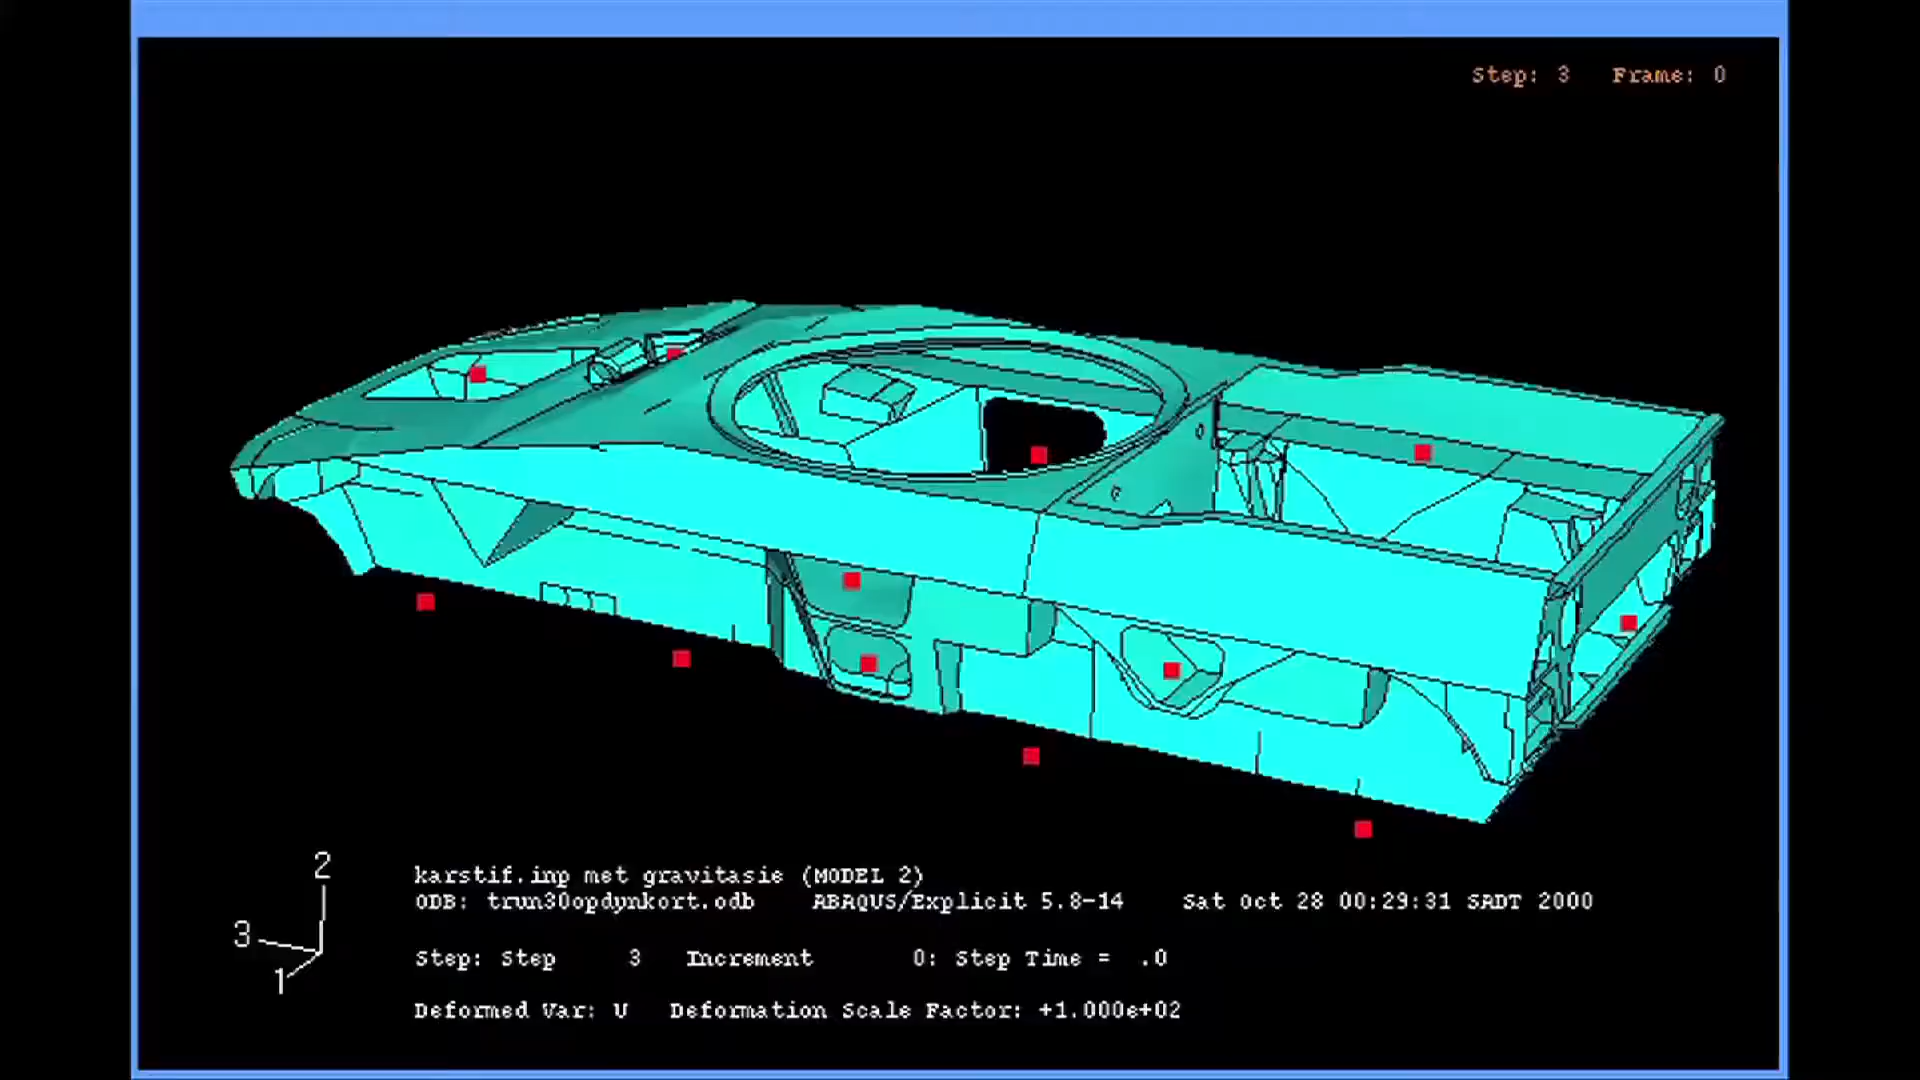 Step: 3 Frame: 0
2
3
1
karstif.inp met gravitasie (MODEL 2)
ODB: trun30opdynkort.odb ABAQUS/Explicit 5.8-14 Sat Oct 28 00:29:31 SADT 2000
Step: Step 3 Increment 0: Step Time = .0
Deformed Var: U Deformation Scale Factor: +1.000e+02